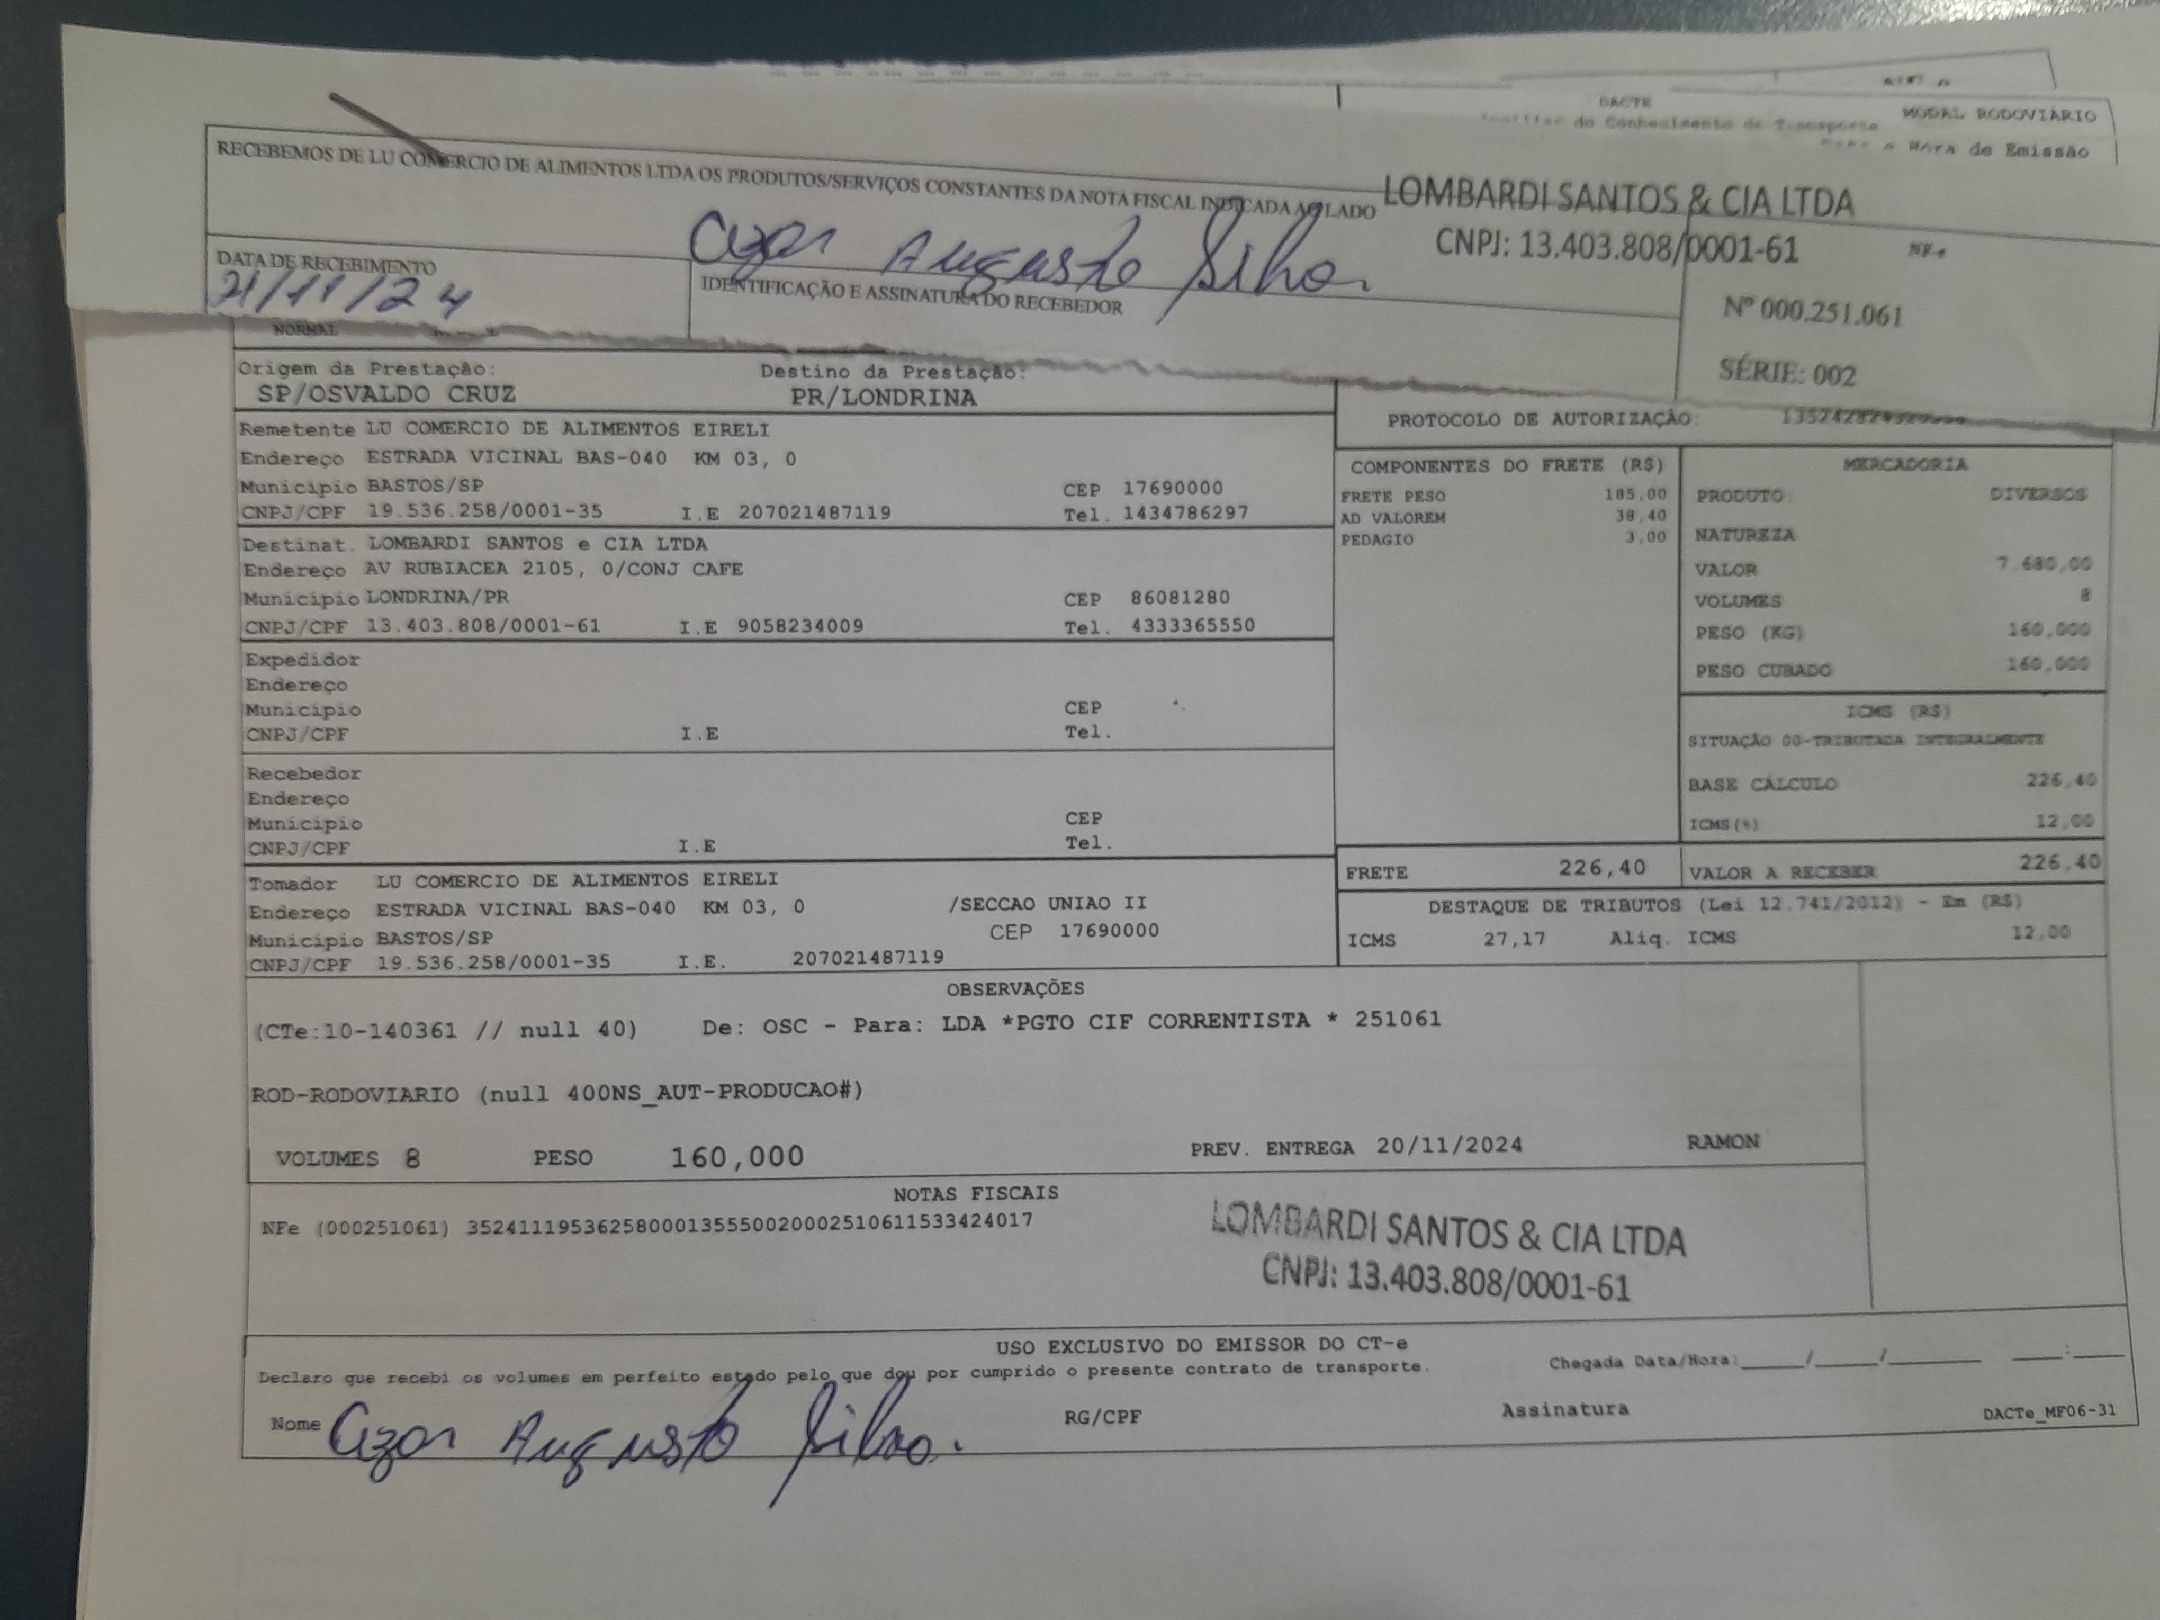 DACTE
MODAL RODOVIÁRIO
do Conhecimento de Transporte
Hora de Emissão
RECEBEMOS DE LU COMERCIO DE ALIMENTOS LTDA OS PRODUTOS/SERVIÇOS CONSTANTES DA NOTA FISCAL INDICADA AO LADO
LOMBARDI SANTOS & CIA LTDA
CNPJ: 13.403.808/0001-61
NF-e
Nº 000.251.061
SÉRIE: 002
DATA DE RECEBIMENTO
21/11/24
Augusto Silva
IDENTIFICAÇÃO E ASSINATURA DO RECEBEDOR
NORMAL
Origem da Prestação: Destino da Prestação:
SP/OSVALDO CRUZ PR/LONDRINA
PROTOCOLO DE AUTORIZAÇÃO:
Remetente LU COMERCIO DE ALIMENTOS EIRELI
Endereço ESTRADA VICINAL BAS-040 KM 03, 0
Municipio BASTOS/SP CEP 17690000
CNPJ/CPF 19.536.258/0001-35 I.E 207021487119 Tel. 1434786297
Destinat. LOMBARDI SANTOS e CIA LTDA
Endereço AV RUBIACEA 2105, 0/CONJ CAFE
Municipio LONDRINA/PR CEP 86081280
CNPJ/CPF 13.403.808/0001-61 I.E 9058234009 Tel. 4333365550
Expedidor
Endereço
Municipio CEP
CNPJ/CPF I.E Tel.
Recebedor
Endereço
Municipio CEP
CNPJ/CPF I.E Tel.
Tomador LU COMERCIO DE ALIMENTOS EIRELI
Endereço ESTRADA VICINAL BAS-040 KM 03, 0 /SECCAO UNIAO II
Municipio BASTOS/SP CEP 17690000
CNPJ/CPF 19.536.258/0001-35 I.E. 207021487119
COMPONENTES DO FRETE (R$)
FRETE PESO 185,00
AD VALOREM 38,40
PEDAGIO 3,00
MERCADORIA
PRODUTO: DIVERSOS
NATUREZA
VALOR 7.680,00
VOLUMES 8
PESO (KG) 160,000
PESO CUBADO 160,000
ICMS (R$)
SITUAÇÃO 00-TRIBUTACA INTEGRALMENTE
BASE CÁLCULO 226,40
ICMS(%) 12,00
FRETE 226,40 VALOR A RECEBER 226,40
DESTAQUE DE TRIBUTOS (Lei 12.741/2012) - Em (R$)
ICMS 27,17 Aliq. ICMS 12,00
OBSERVAÇÕES
(CTe:10-140361 // null 40) De: OSC - Para: LDA *PGTO CIF CORRENTISTA * 251061
ROD-RODOVIARIO (null 400NS_AUT-PRODUCAO#)
VOLUMES 8 PESO 160,000 PREV. ENTREGA 20/11/2024 RAMON
NOTAS FISCAIS
NFe (000251061) 35241119536258000135550020002510611533424017
LOMBARDI SANTOS & CIA LTDA
CNPJ: 13.403.808/0001-61
USO EXCLUSIVO DO EMISSOR DO CT-e
Declaro que recebi os volumes em perfeito estado pelo que dou por cumprido o presente contrato de transporte. Chegada Data/Hora:____/____/______ ___:___
Nome Augusto Silva. RG/CPF Assinatura DACTe_MF06-31